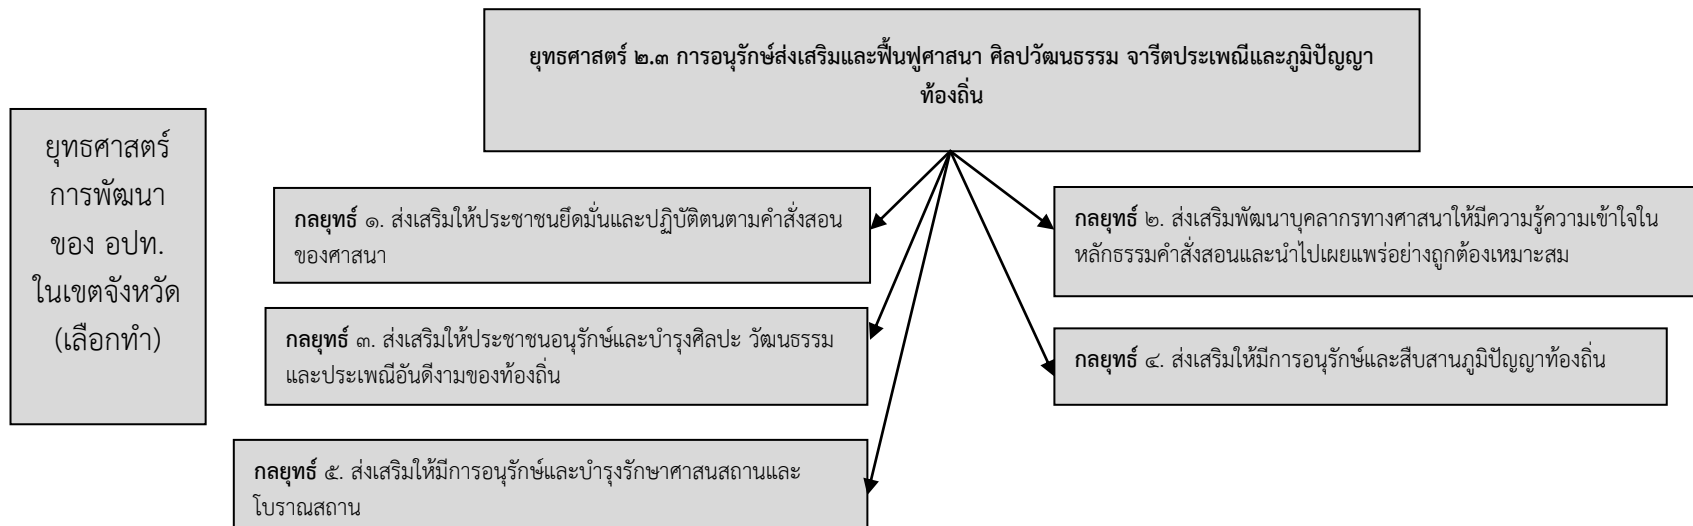 ยุทธศาสตร์ ๒.๓ การอนุรักษ์ส่งเสริมและฟื้นฟูศาสนา ศิลปวัฒนธรรม จารีตประเพณีและภูมิปัญญา
ท้องถิ่น
ยุทธศาสตร์
การพัฒนา
ของ อปท.
ในเขตจังหวัด
(เลือกทำ)
กลยุทธ์ ๑. ส่งเสริมให้ประชาชนยึดมั่นและปฏิบัติตนตามคำสั่งสอน
ของศาสนา
กลยุทธ์ ๒. ส่งเสริมพัฒนาบุคลากรทางศาสนาให้มีความรู้ความเข้าใจใน
หลักธรรมคำสั่งสอนและนำไปเผยแพร่อย่างถูกต้องเหมาะสม
กลยุทธ์ ๓. ส่งเสริมให้ประชาชนอนุรักษ์และบำรุงศิลปะ วัฒนธรรม
และประเพณีอันดีงามของท้องถิ่น
กลยุทธ์ ๔. ส่งเสริมให้มีการอนุรักษ์และสืบสานภูมิปัญญาท้องถิ่น
กลยุทธ์ ๕. ส่งเสริมให้มีการอนุรักษ์และบำรุงรักษาศาสนสถานและ
โบราณสถาน